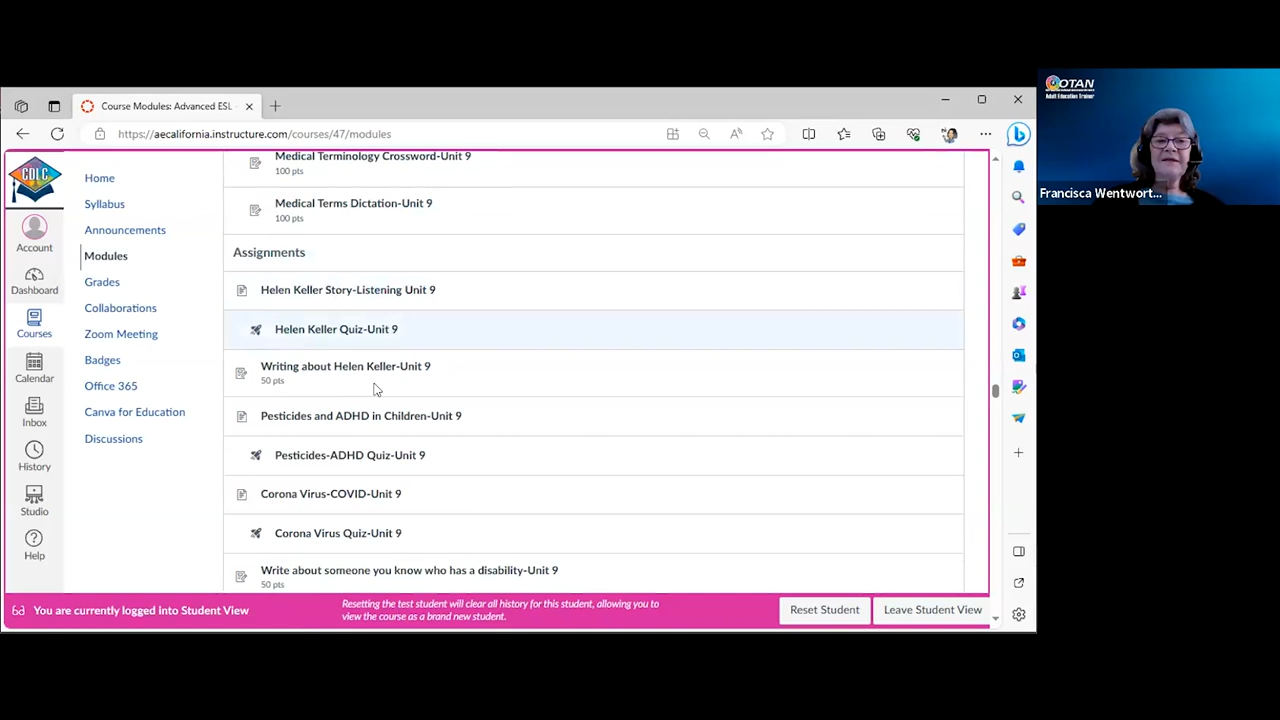 Course Modules: Advanced ESL
https://aecalifornia.instructure.com/courses/47/modules
CDLC
Account
Dashboard
Courses
Calendar
Inbox
History
Studio
Help
Home
Syllabus
Announcements
Modules
Grades
Collaborations
Zoom Meeting
Badges
Office 365
Canva for Education
Discussions
Medical Terminology Crossword-Unit 9
100 pts
Medical Terms Dictation-Unit 9
100 pts
Assignments
Helen Keller Story-Listening Unit 9
Helen Keller Quiz-Unit 9
Writing about Helen Keller-Unit 9
50 pts
Pesticides and ADHD in Children-Unit 9
Pesticides-ADHD Quiz-Unit 9
Corona Virus-COVID-Unit 9
Corona Virus Quiz-Unit 9
Write about someone you know who has a disability-Unit 9
50 pts
You are currently logged into Student View
Resetting the test student will clear all history for this student, allowing you to
view the course as a brand new student.
Reset Student
Leave Student View
OTAN
Adult Education Trainer
Francisca Wentwort...